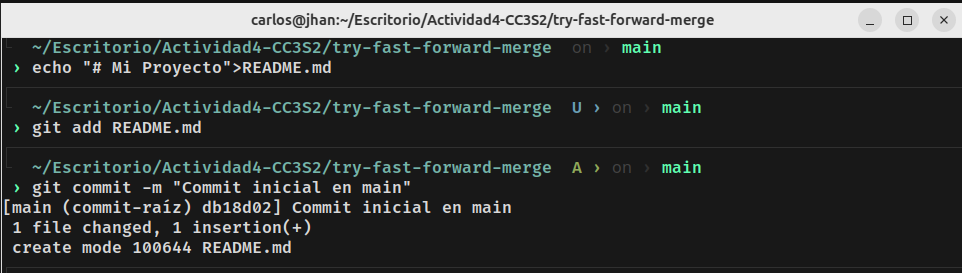 carlos@jhan:~/Escritorio/Actividad4-CC3S2/try-fast-forward-merge
~/Escritorio/Actividad4-CC3S2/try-fast-forward-merge on › main
› echo "# Mi Proyecto">README.md
~/Escritorio/Actividad4-CC3S2/try-fast-forward-merge U › on › main
› git add README.md
~/Escritorio/Actividad4-CC3S2/try-fast-forward-merge A › on › main
› git commit -m "Commit inicial en main"
[main (commit-raíz) db18d02] Commit inicial en main
1 file changed, 1 insertion(+)
create mode 100644 README.md